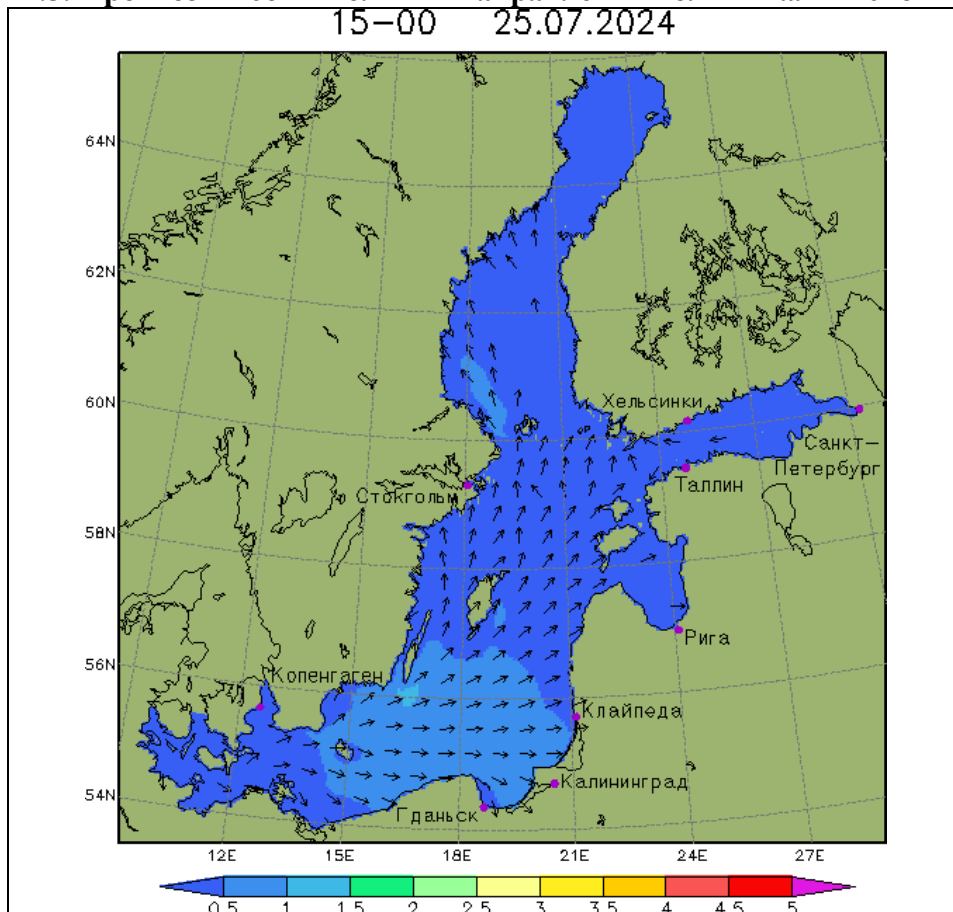 15-00 25.07.2024
64N
62N
60N
58N
56N
54N
Хельсинки
Санкт-
Петербург
Таллин
Стокгольм
Рига
Копенгаген
Клайпеда
Калининград
Гданьск
12E 15E 18E 21E 24E 27E
0.5 1 1.5 2 2.5 3 3.5 4 4.5 5